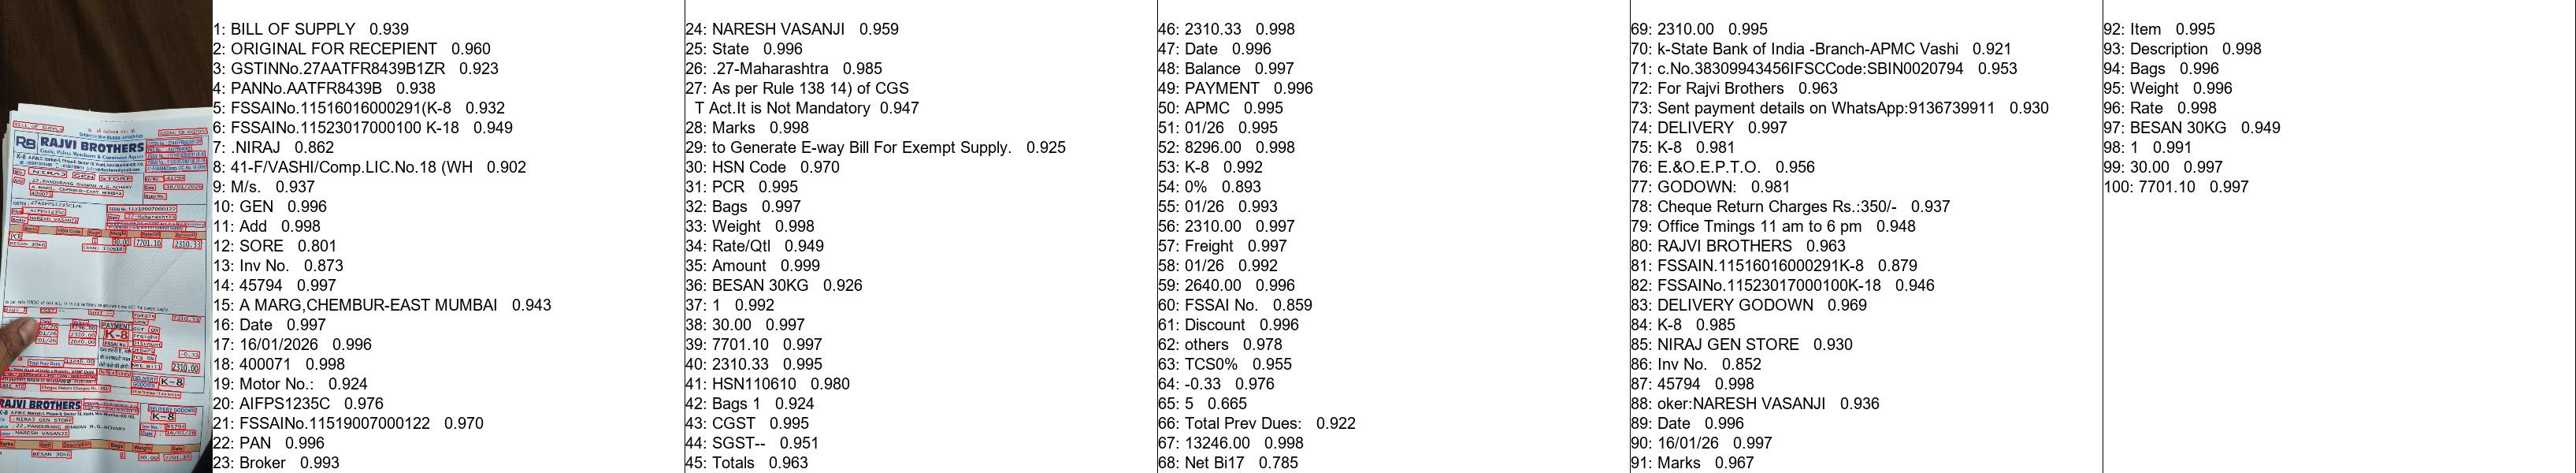 1: BILL OF SUPPLY 0.939
2: ORIGINAL FOR RECEPIENT 0.960
3: GSTINNo.27AATFR8439B1ZR 0.923
4: PANNo.AATFR8439B 0.938
5: FSSAINo.11516016000291(K-8 0.932
6: FSSAINo.11523017000100 K-18 0.949
7: .NIRAJ 0.862
8: 41-F/VASHI/Comp.LIC.No.18 (WH 0.902
9: M/s. 0.937
10: GEN 0.996
11: Add 0.998
12: SORE 0.801
13: Inv No. 0.873
14: 45794 0.997
15: A MARG,CHEMBUR-EAST MUMBAI 0.943
16: Date 0.997
17: 16/01/2026 0.996
18: 400071 0.998
19: Motor No.: 0.924
20: AIFPS1235C 0.976
21: FSSAINo.11519007000122 0.970
22: PAN 0.996
23: Broker 0.993
24: NARESH VASANJI 0.959
25: State 0.996
26: .27-Maharashtra 0.985
27: As per Rule 138 14) of CGS
T Act.It is Not Mandatory 0.947
28: Marks 0.998
29: to Generate E-way Bill For Exempt Supply. 0.925
30: HSN Code 0.970
31: PCR 0.995
32: Bags 0.997
33: Weight 0.998
34: Rate/Qtl 0.949
35: Amount 0.999
36: BESAN 30KG 0.926
37: 1 0.992
38: 30.00 0.997
39: 7701.10 0.997
40: 2310.33 0.995
41: HSN110610 0.980
42: Bags 1 0.924
43: CGST 0.995
44: SGST-- 0.951
45: Totals 0.963
46: 2310.33 0.998
47: Date 0.996
48: Balance 0.997
49: PAYMENT 0.996
50: APMC 0.995
51: 01/26 0.995
52: 8296.00 0.998
53: K-8 0.992
54: 0% 0.893
55: 01/26 0.993
56: 2310.00 0.997
57: Freight 0.997
58: 01/26 0.992
59: 2640.00 0.996
60: FSSAI No. 0.859
61: Discount 0.996
62: others 0.978
63: TCS0% 0.955
64: -0.33 0.976
65: 5 0.665
66: Total Prev Dues: 0.922
67: 13246.00 0.998
68: Net Bi17 0.785
69: 2310.00 0.995
70: k-State Bank of India -Branch-APMC Vashi 0.921
71: c.No.38309943456IFSCCode:SBIN0020794 0.953
72: For Rajvi Brothers 0.963
73: Sent payment details on WhatsApp:9136739911 0.930
74: DELIVERY 0.997
75: K-8 0.981
76: E.&O.E.P.T.O. 0.956
77: GODOWN: 0.981
78: Cheque Return Charges Rs.:350/- 0.937
79: Office Tmings 11 am to 6 pm 0.948
80: RAJVI BROTHERS 0.963
81: FSSAIN.11516016000291K-8 0.879
82: FSSAINo.11523017000100K-18 0.946
83: DELIVERY GODOWN 0.969
84: K-8 0.985
85: NIRAJ GEN STORE 0.930
86: Inv No. 0.852
87: 45794 0.998
88: oker:NARESH VASANJI 0.936
89: Date 0.996
90: 16/01/26 0.997
91: Marks 0.967
92: Item 0.995
93: Description 0.998
94: Bags 0.996
95: Weight 0.996
96: Rate 0.998
97: BESAN 30KG 0.949
98: 1 0.991
99: 30.00 0.997
100: 7701.10 0.997